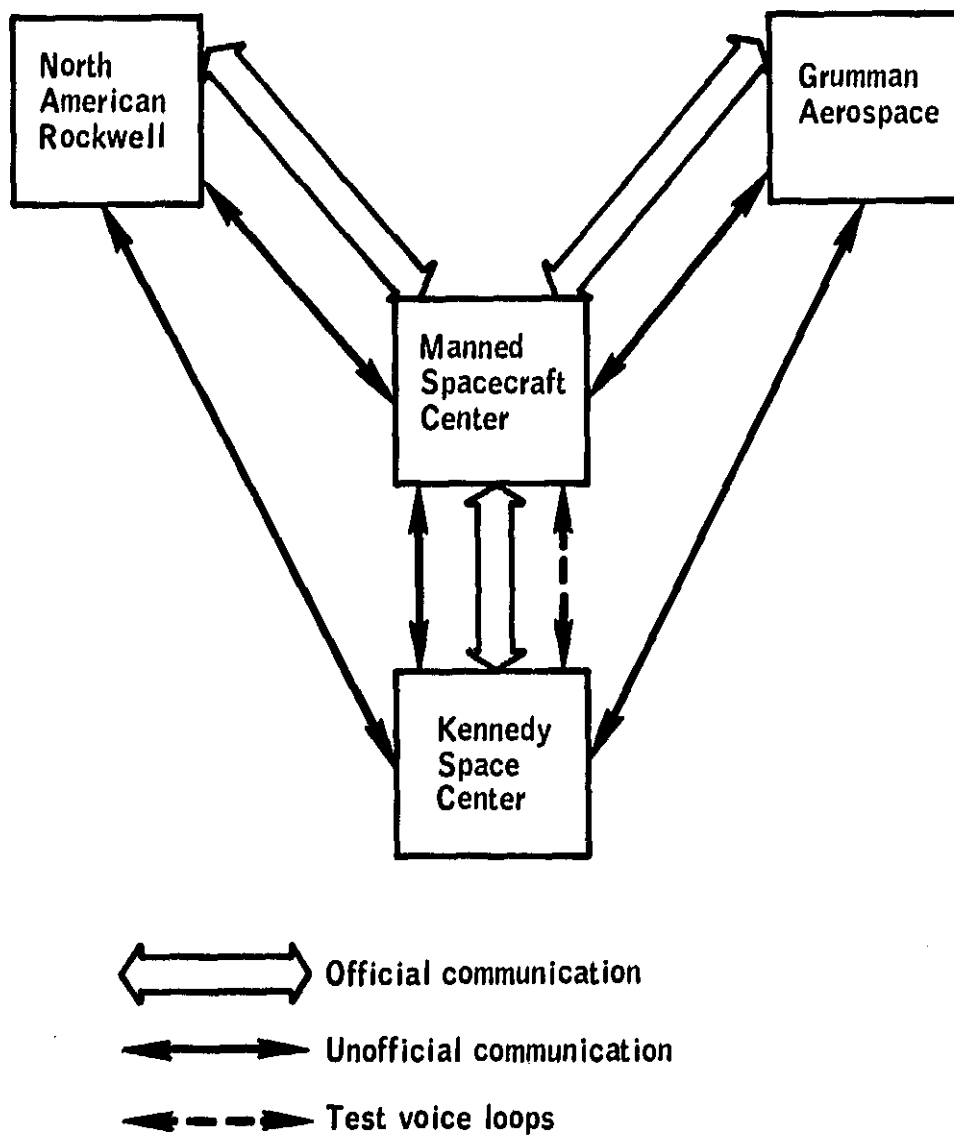 North
American
Rockwell
Grumman
Aerospace
Manned
Spacecraft
Center
Kennedy
Space
Center
Official communication
Unofficial communication
Test voice loops